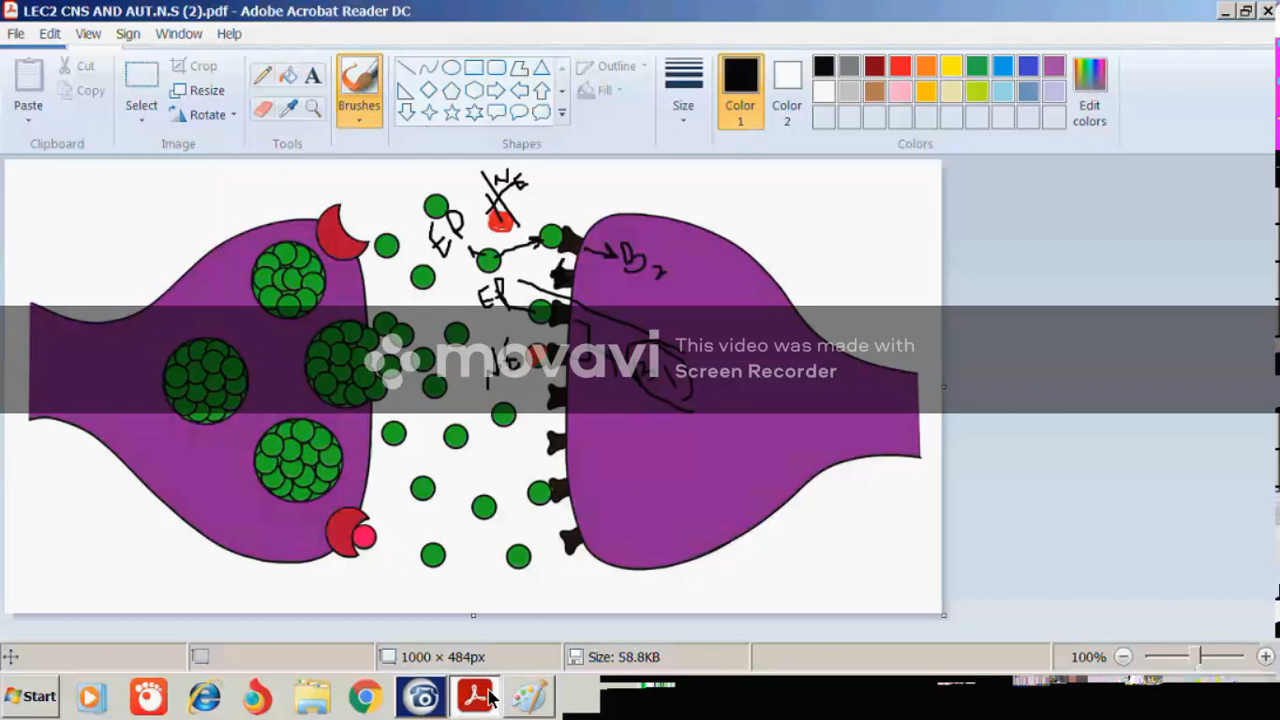 LEC2 CNS AND AUT.N.S (2).pdf - Adobe Acrobat Reader DC
File Edit View Sign Window Help
Paste
Cut
Copy
Clipboard
Select
Crop
Resize
Rotate
Image
Tools
Brushes
Shapes
Outline
Fill
Size
Color 1
Color 2
Edit colors
Colors
NE
EP
B2
EP
NE
movavi
This video was made with
Screen Recorder
1000 × 484px
Size: 58.8KB
100%
Start